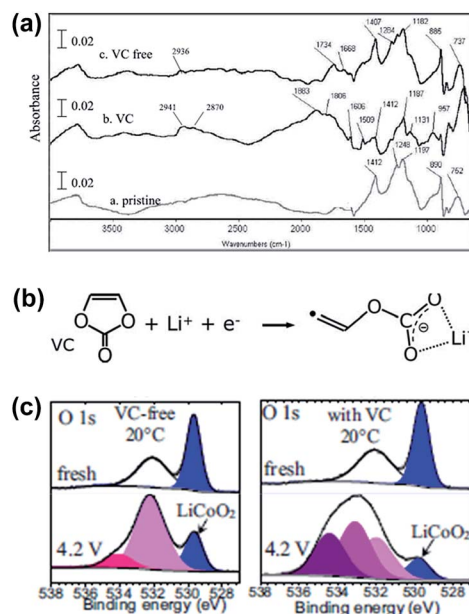 (a)
0.02
c. VC free
2936
1734
1668
1407
1284
1182
886
737
0.02
b. VC
2941
2870
1883
1806
1606
1509
1412
1187
1131
957
0.02
a. pristine
1412
1248
1197
890
762
Absorbance
4000
3500
3000
2500
2000
1500
1000
Wavenumbers (cm-1)
(b)
VC
O
O
O
+ Li⁺ + e⁻
O
C
O
O
⊖
Li
(c)
O 1s
VC-free
20°C
fresh
LiCoO₂
4.2 V
538 536 534 532 530 528
Binding energy (eV)
O 1s
with VC
20°C
fresh
LiCoO₂
4.2 V
538 536 534 532 530 528
Binding energy (eV)